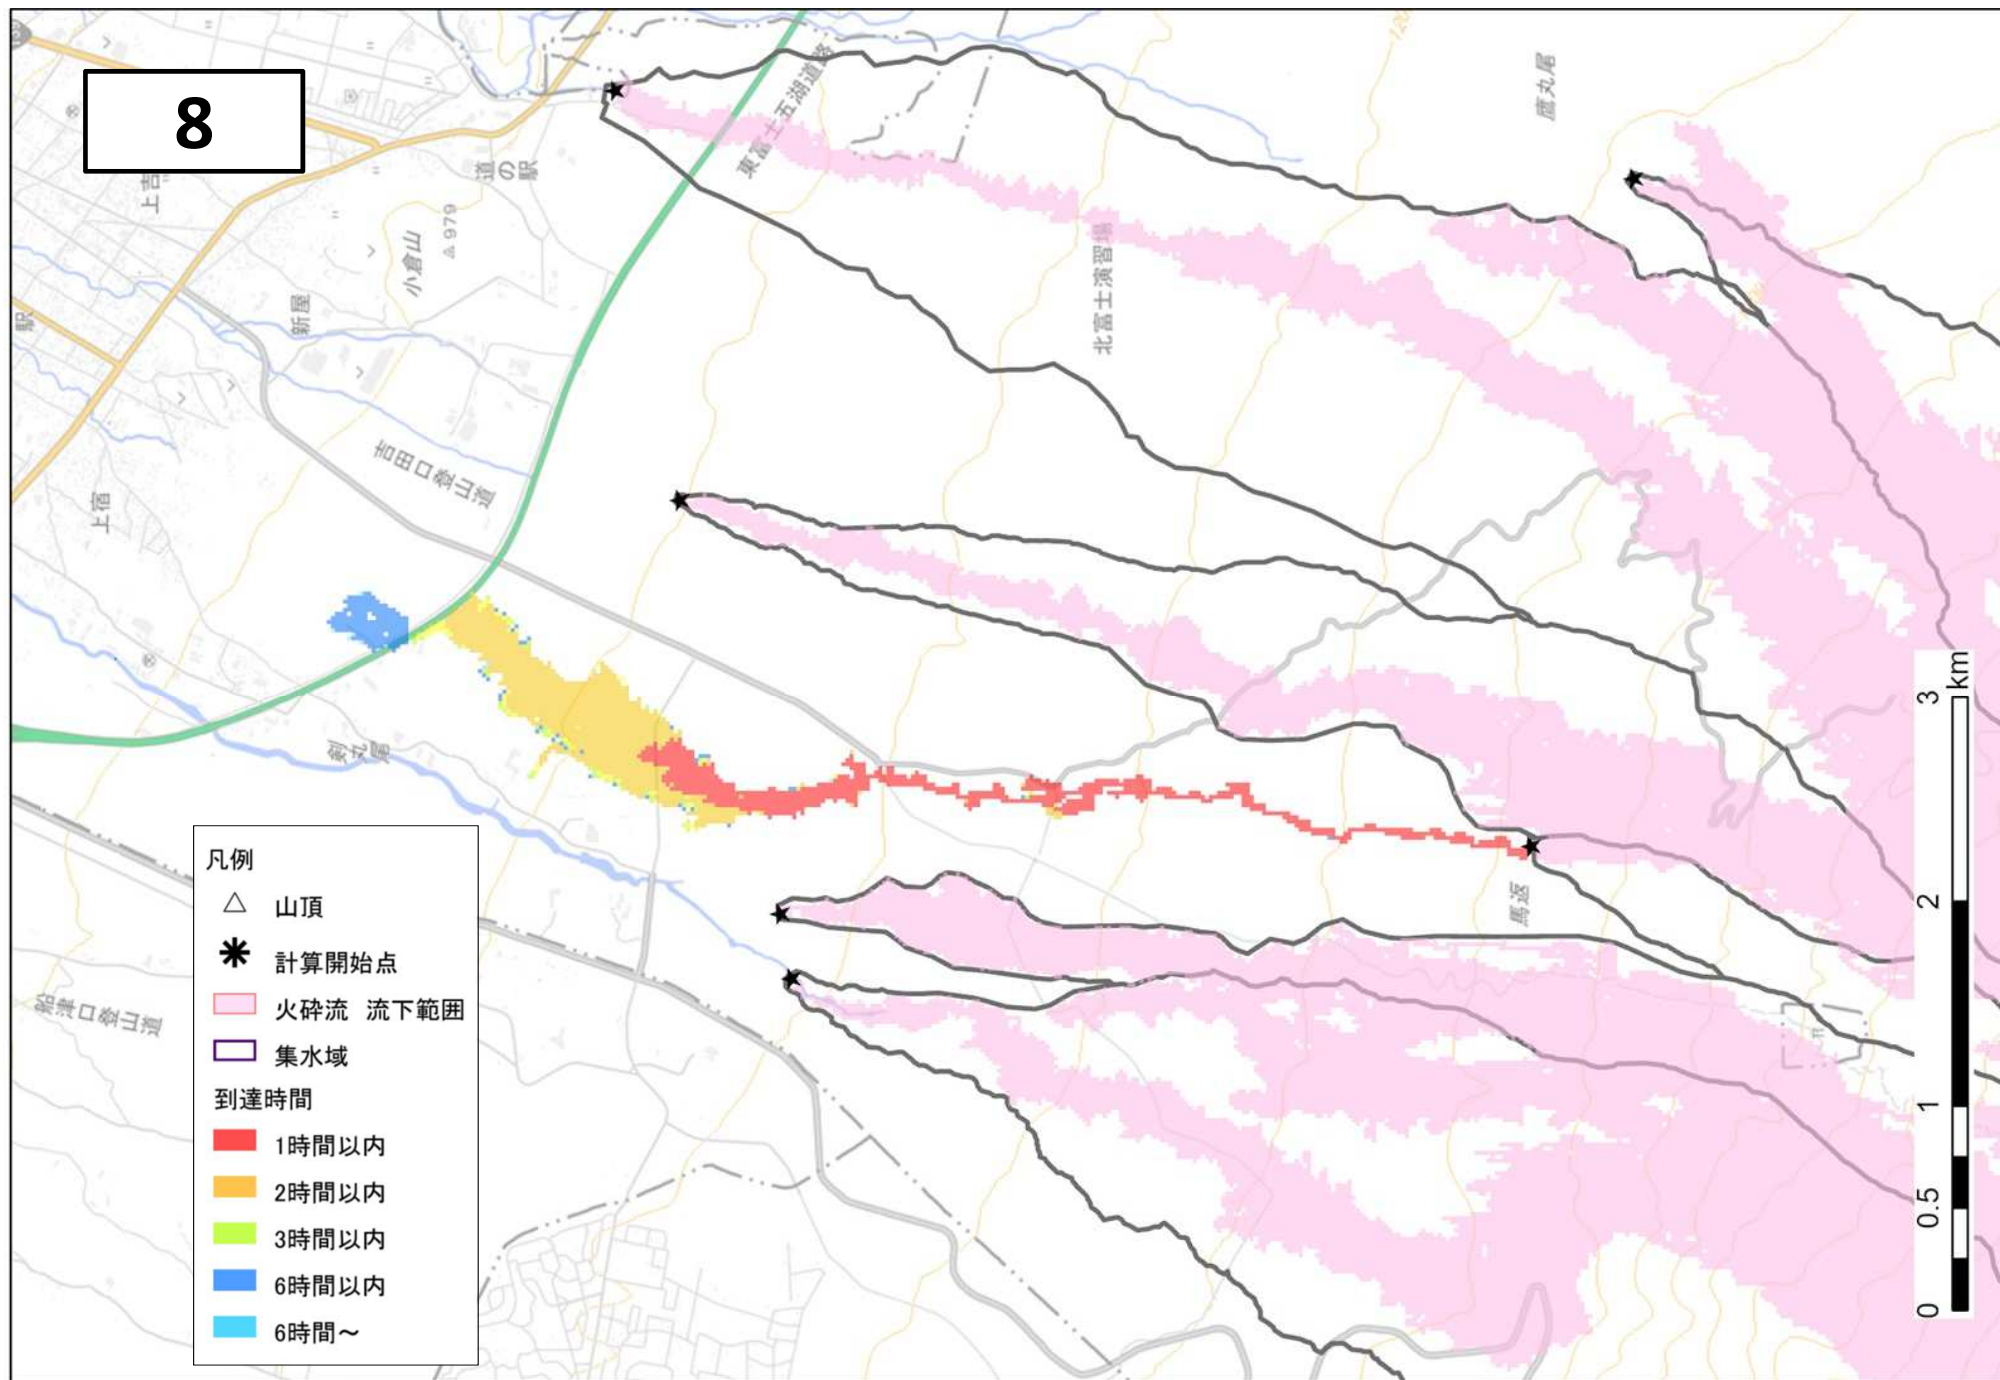 8
139
上吉
道の駅
東富士五湖道路
鷹丸尾
120
小倉山
979
新屋
駅
北富士演習場
吉田口登山道
上宿
剣丸尾
馬返
船津口登山道
凡例
山頂
計算開始点
火砕流 流下範囲
集水域
到達時間
1時間以内
2時間以内
3時間以内
6時間以内
6時間～
0 0.5 1 2 3 km